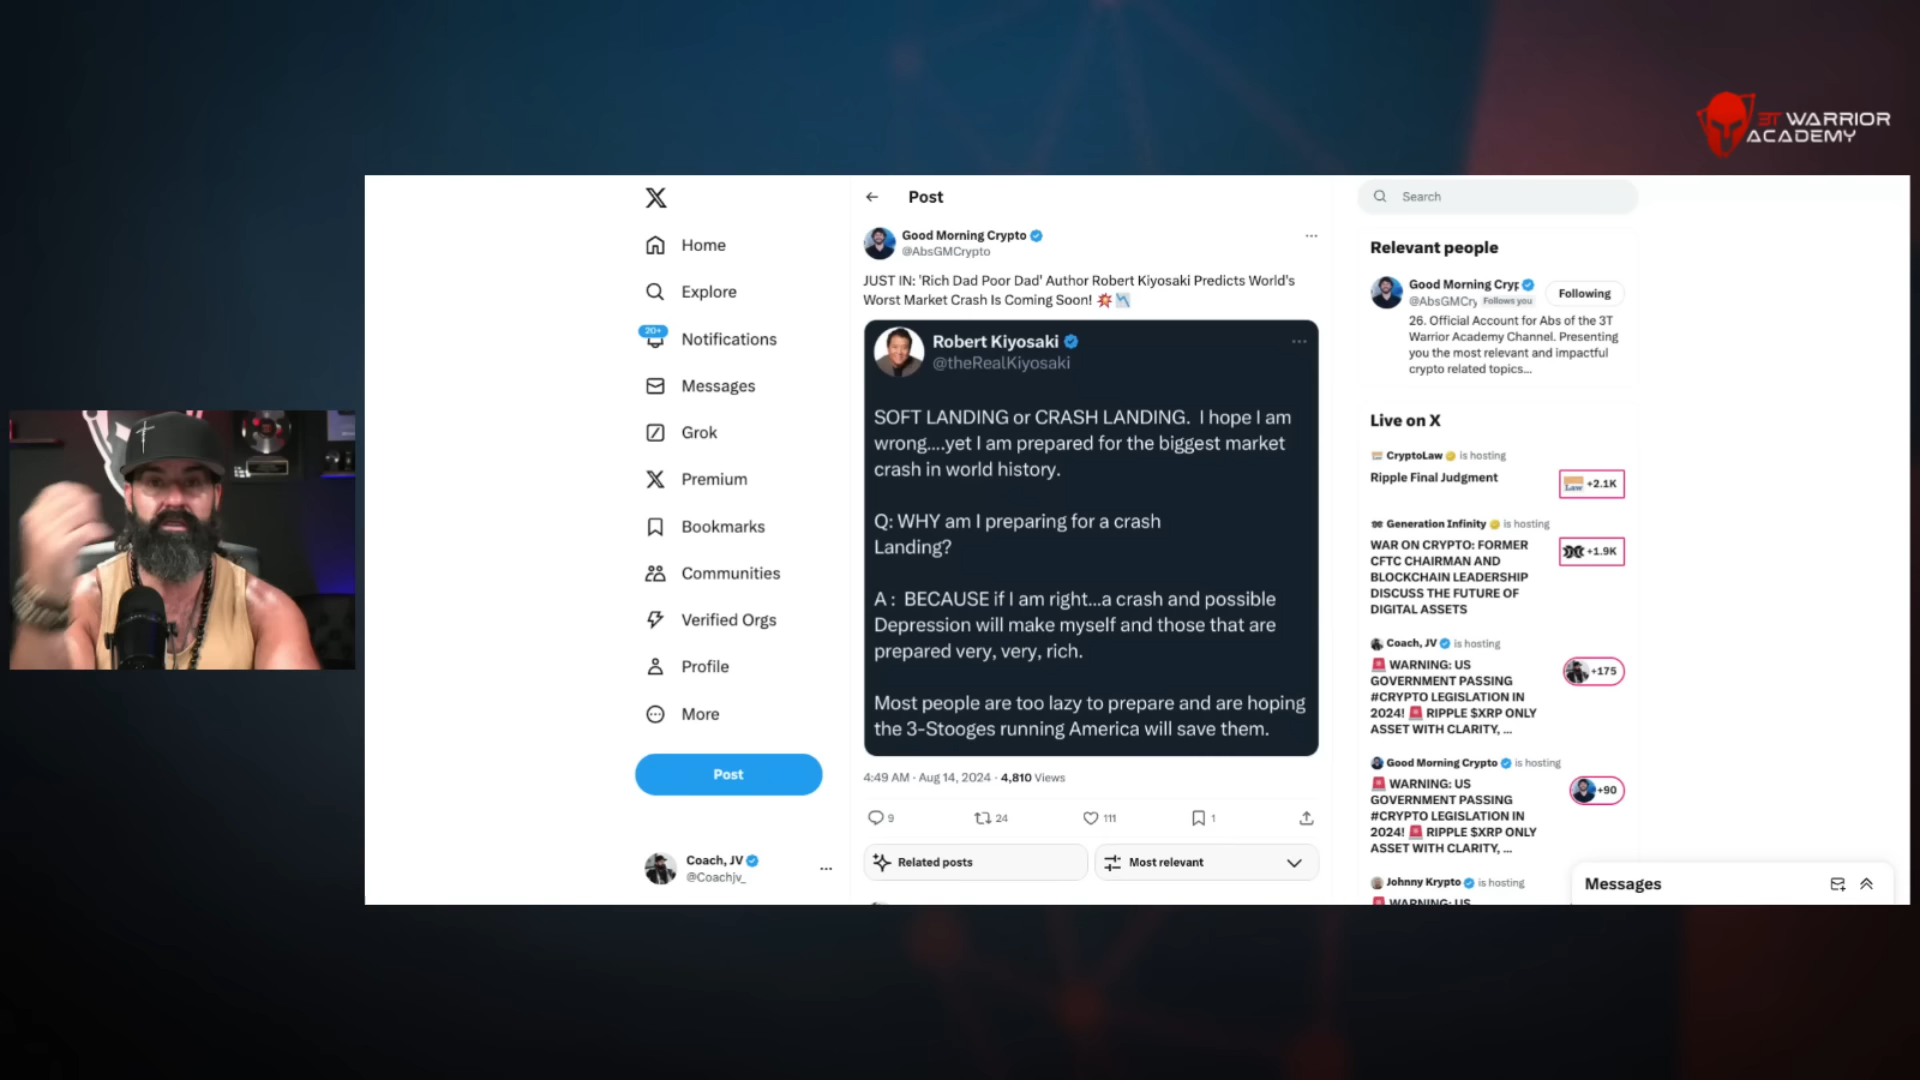 3T WARRIOR
ACADEMY
X
Home
Explore
20+
Notifications
Messages
Grok
Premium
Bookmarks
Communities
Verified Orgs
Profile
More
Post
Coach, JV
@Coachjv_
Post
Good Morning Crypto
@AbsGMCrypto
JUST IN: 'Rich Dad Poor Dad' Author Robert Kiyosaki Predicts World's
Worst Market Crash Is Coming Soon! 💥📉
Robert Kiyosaki
@theRealKiyosaki
SOFT LANDING or CRASH LANDING. I hope I am
wrong....yet I am prepared for the biggest market
crash in world history.
Q: WHY am I preparing for a crash
Landing?
A : BECAUSE if I am right...a crash and possible
Depression will make myself and those that are
prepared very, very, rich.
Most people are too lazy to prepare and are hoping
the 3-Stooges running America will save them.
4:49 AM · Aug 14, 2024 · 4,810 Views
9
24
111
1
Related posts
Most relevant
Search
Relevant people
Good Morning Cryp
@AbsGMCry Follows you
Following
26. Official Account for Abs of the 3T
Warrior Academy Channel. Presenting
you the most relevant and impactful
crypto related topics...
Live on X
CryptoLaw is hosting
Ripple Final Judgment
Law +2.1K
Generation Infinity is hosting
WAR ON CRYPTO: FORMER
CFTC CHAIRMAN AND
BLOCKCHAIN LEADERSHIP
DISCUSS THE FUTURE OF
DIGITAL ASSETS
+1.9K
Coach, JV is hosting
🚨 WARNING: US
GOVERNMENT PASSING
#CRYPTO LEGISLATION IN
2024! 🚨 RIPPLE $XRP ONLY
ASSET WITH CLARITY, ...
+175
Good Morning Crypto is hosting
🚨 WARNING: US
GOVERNMENT PASSING
#CRYPTO LEGISLATION IN
2024! 🚨 RIPPLE $XRP ONLY
ASSET WITH CLARITY, ...
+90
Johnny Krypto is hosting
🚨 WARNING: US
Messages